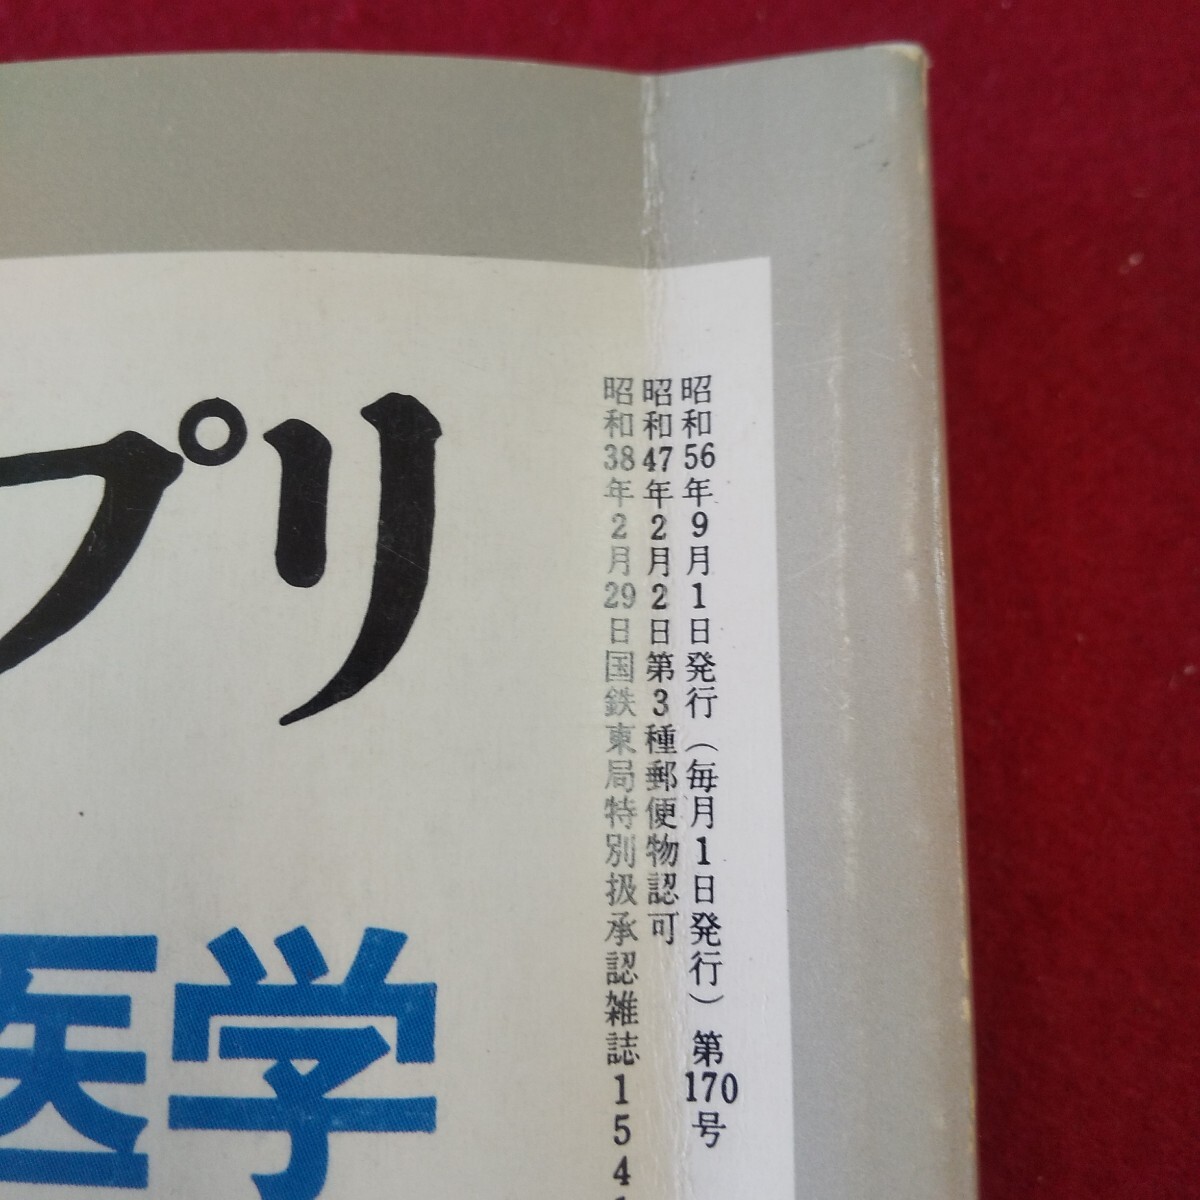 昭和56年9月1日発行(毎月1日発行) 第170号
昭和47年2月2日第3種郵便物認可
昭和38年2月29日国鉄東局特別扱承認雑誌154
プリ
医学